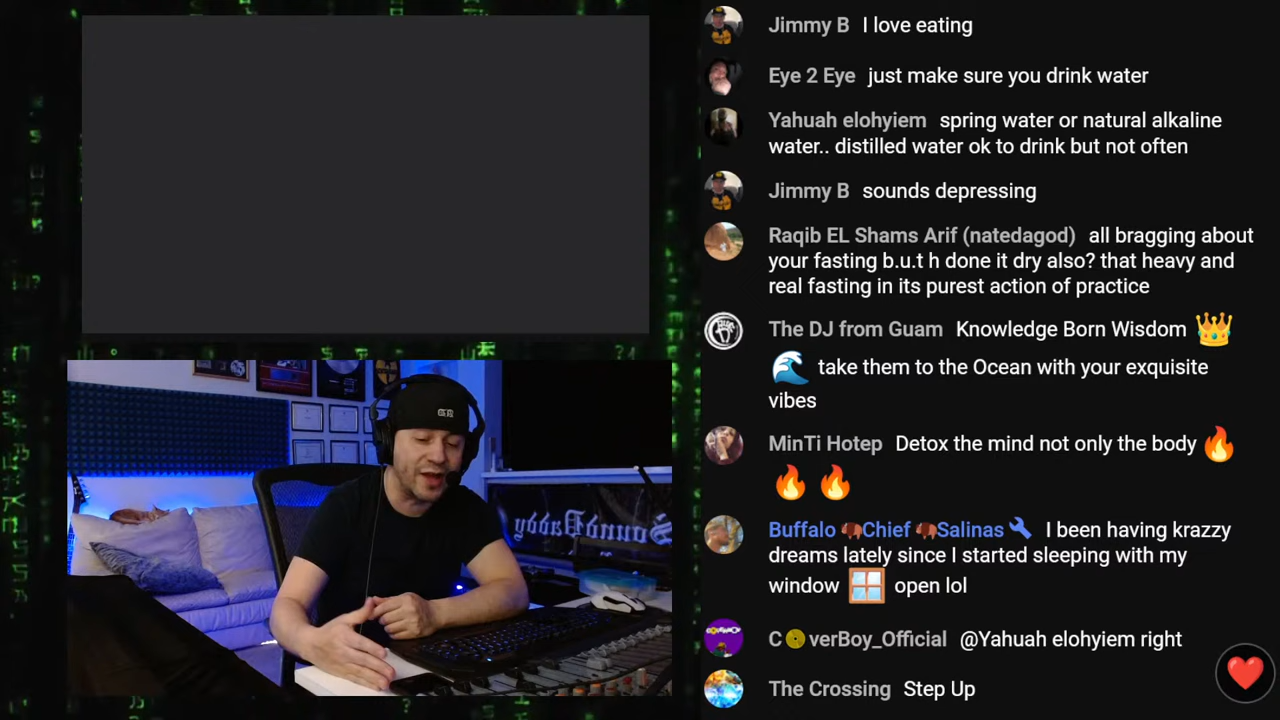 Jimmy B I love eating
Eye 2 Eye just make sure you drink water
Yahuah elohyiem spring water or natural alkaline
water.. distilled water ok to drink but not often
Jimmy B sounds depressing
Raqib EL Shams Arif (natedagod) all bragging about
your fasting b.u.t h done it dry also? that heavy and
real fasting in its purest action of practice
The DJ from Guam Knowledge Born Wisdom 👑
🌊 take them to the Ocean with your exquisite
vibes
MinTi Hotep Detox the mind not only the body 🔥
🔥 🔥
Buffalo 🦬Chief 🦬Salinas I been having krazzy
dreams lately since I started sleeping with my
window 🪟 open lol
C📀verBoy_Official @Yahuah elohyiem right
The Crossing Step Up
SoundDaddy